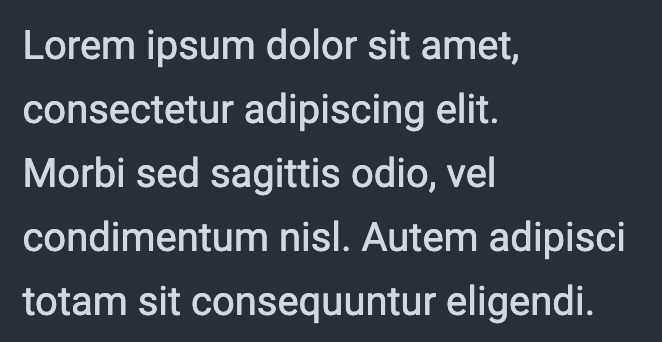 Lorem ipsum dolor sit amet,
consectetur adipiscing elit.
Morbi sed sagittis odio, vel
condimentum nisl. Autem adipisci
totam sit consequuntur eligendi.